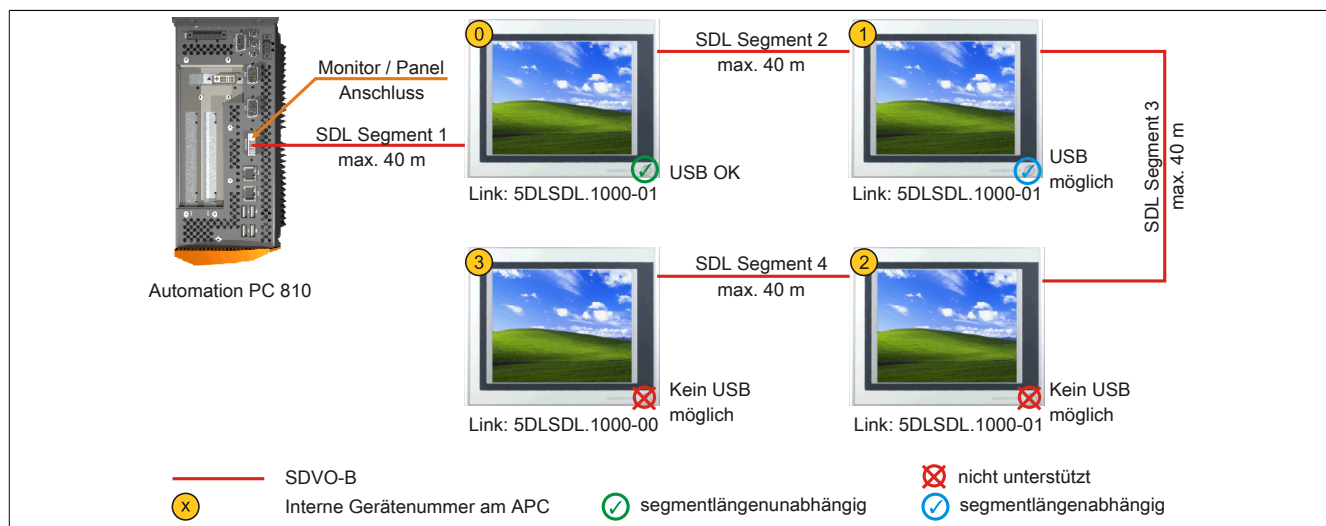 0
SDL Segment 2
max. 40 m
1
Monitor / Panel
Anschluss
SDL Segment 1
max. 40 m
USB OK
Link: 5DLSDL.1000-01
USB
möglich
Link: 5DLSDL.1000-01
SDL Segment 3
max. 40 m
3
SDL Segment 4
max. 40 m
2
Automation PC 810
Kein USB
möglich
Link: 5DLSDL.1000-00
Kein USB
möglich
Link: 5DLSDL.1000-01
SDVO-B
nicht unterstützt
x
Interne Gerätenummer am APC
segmentlängenunabhängig
segmentlängenabhängig